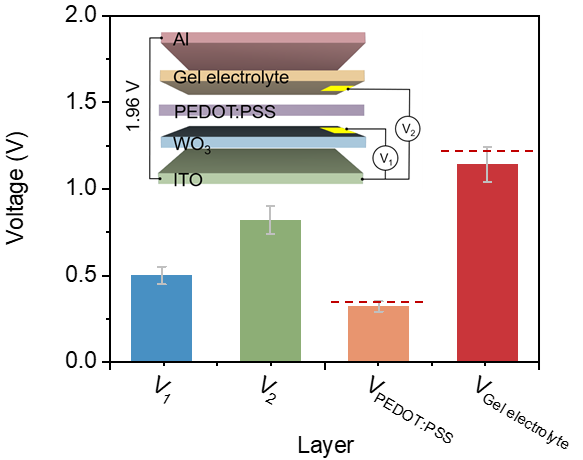 2.0
1.5
1.0
0.5
0.0
Voltage (V)
Al
Gel electrolyte
PEDOT:PSS
WO3
ITO
1.96 V
V2
V1
V1
V2
VPEDOT:PSS
VGel electrolyte
Layer